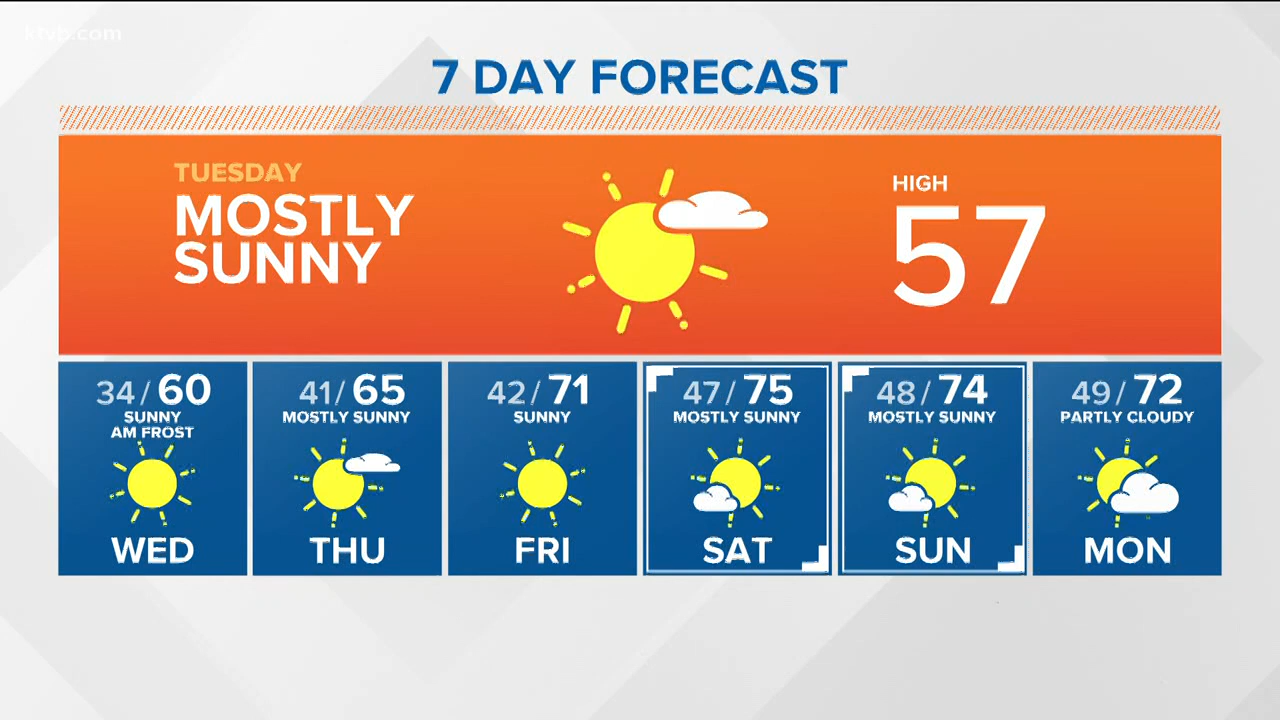 ktvb.com
7 DAY FORECAST
TUESDAY
MOSTLY
SUNNY
HIGH
57
34/60
SUNNY
AM FROST
WED
41/65
MOSTLY SUNNY
THU
42/71
SUNNY
FRI
47/75
MOSTLY SUNNY
SAT
48/74
MOSTLY SUNNY
SUN
49/72
PARTLY CLOUDY
MON